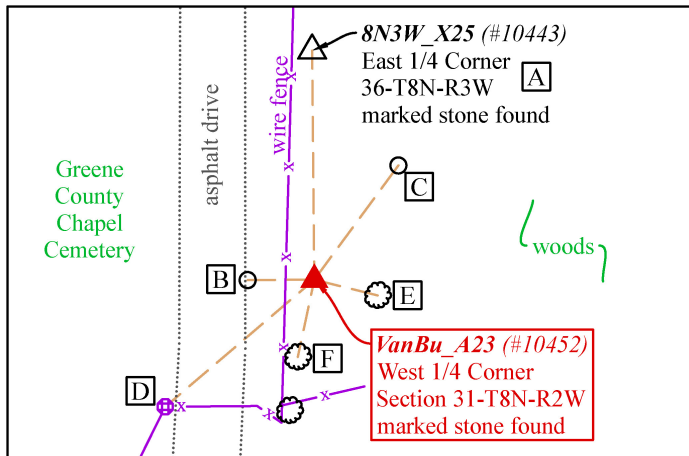 8N3W_X25 (#10443)
East 1/4 Corner
36-T8N-R3W
marked stone found
A
wire fence
x
asphalt drive
Greene
County
Chapel
Cemetery
x
C
x
woods
B
x
E
x
F
VanBu_A23 (#10452)
West 1/4 Corner
Section 31-T8N-R2W
marked stone found
D
x
x
x